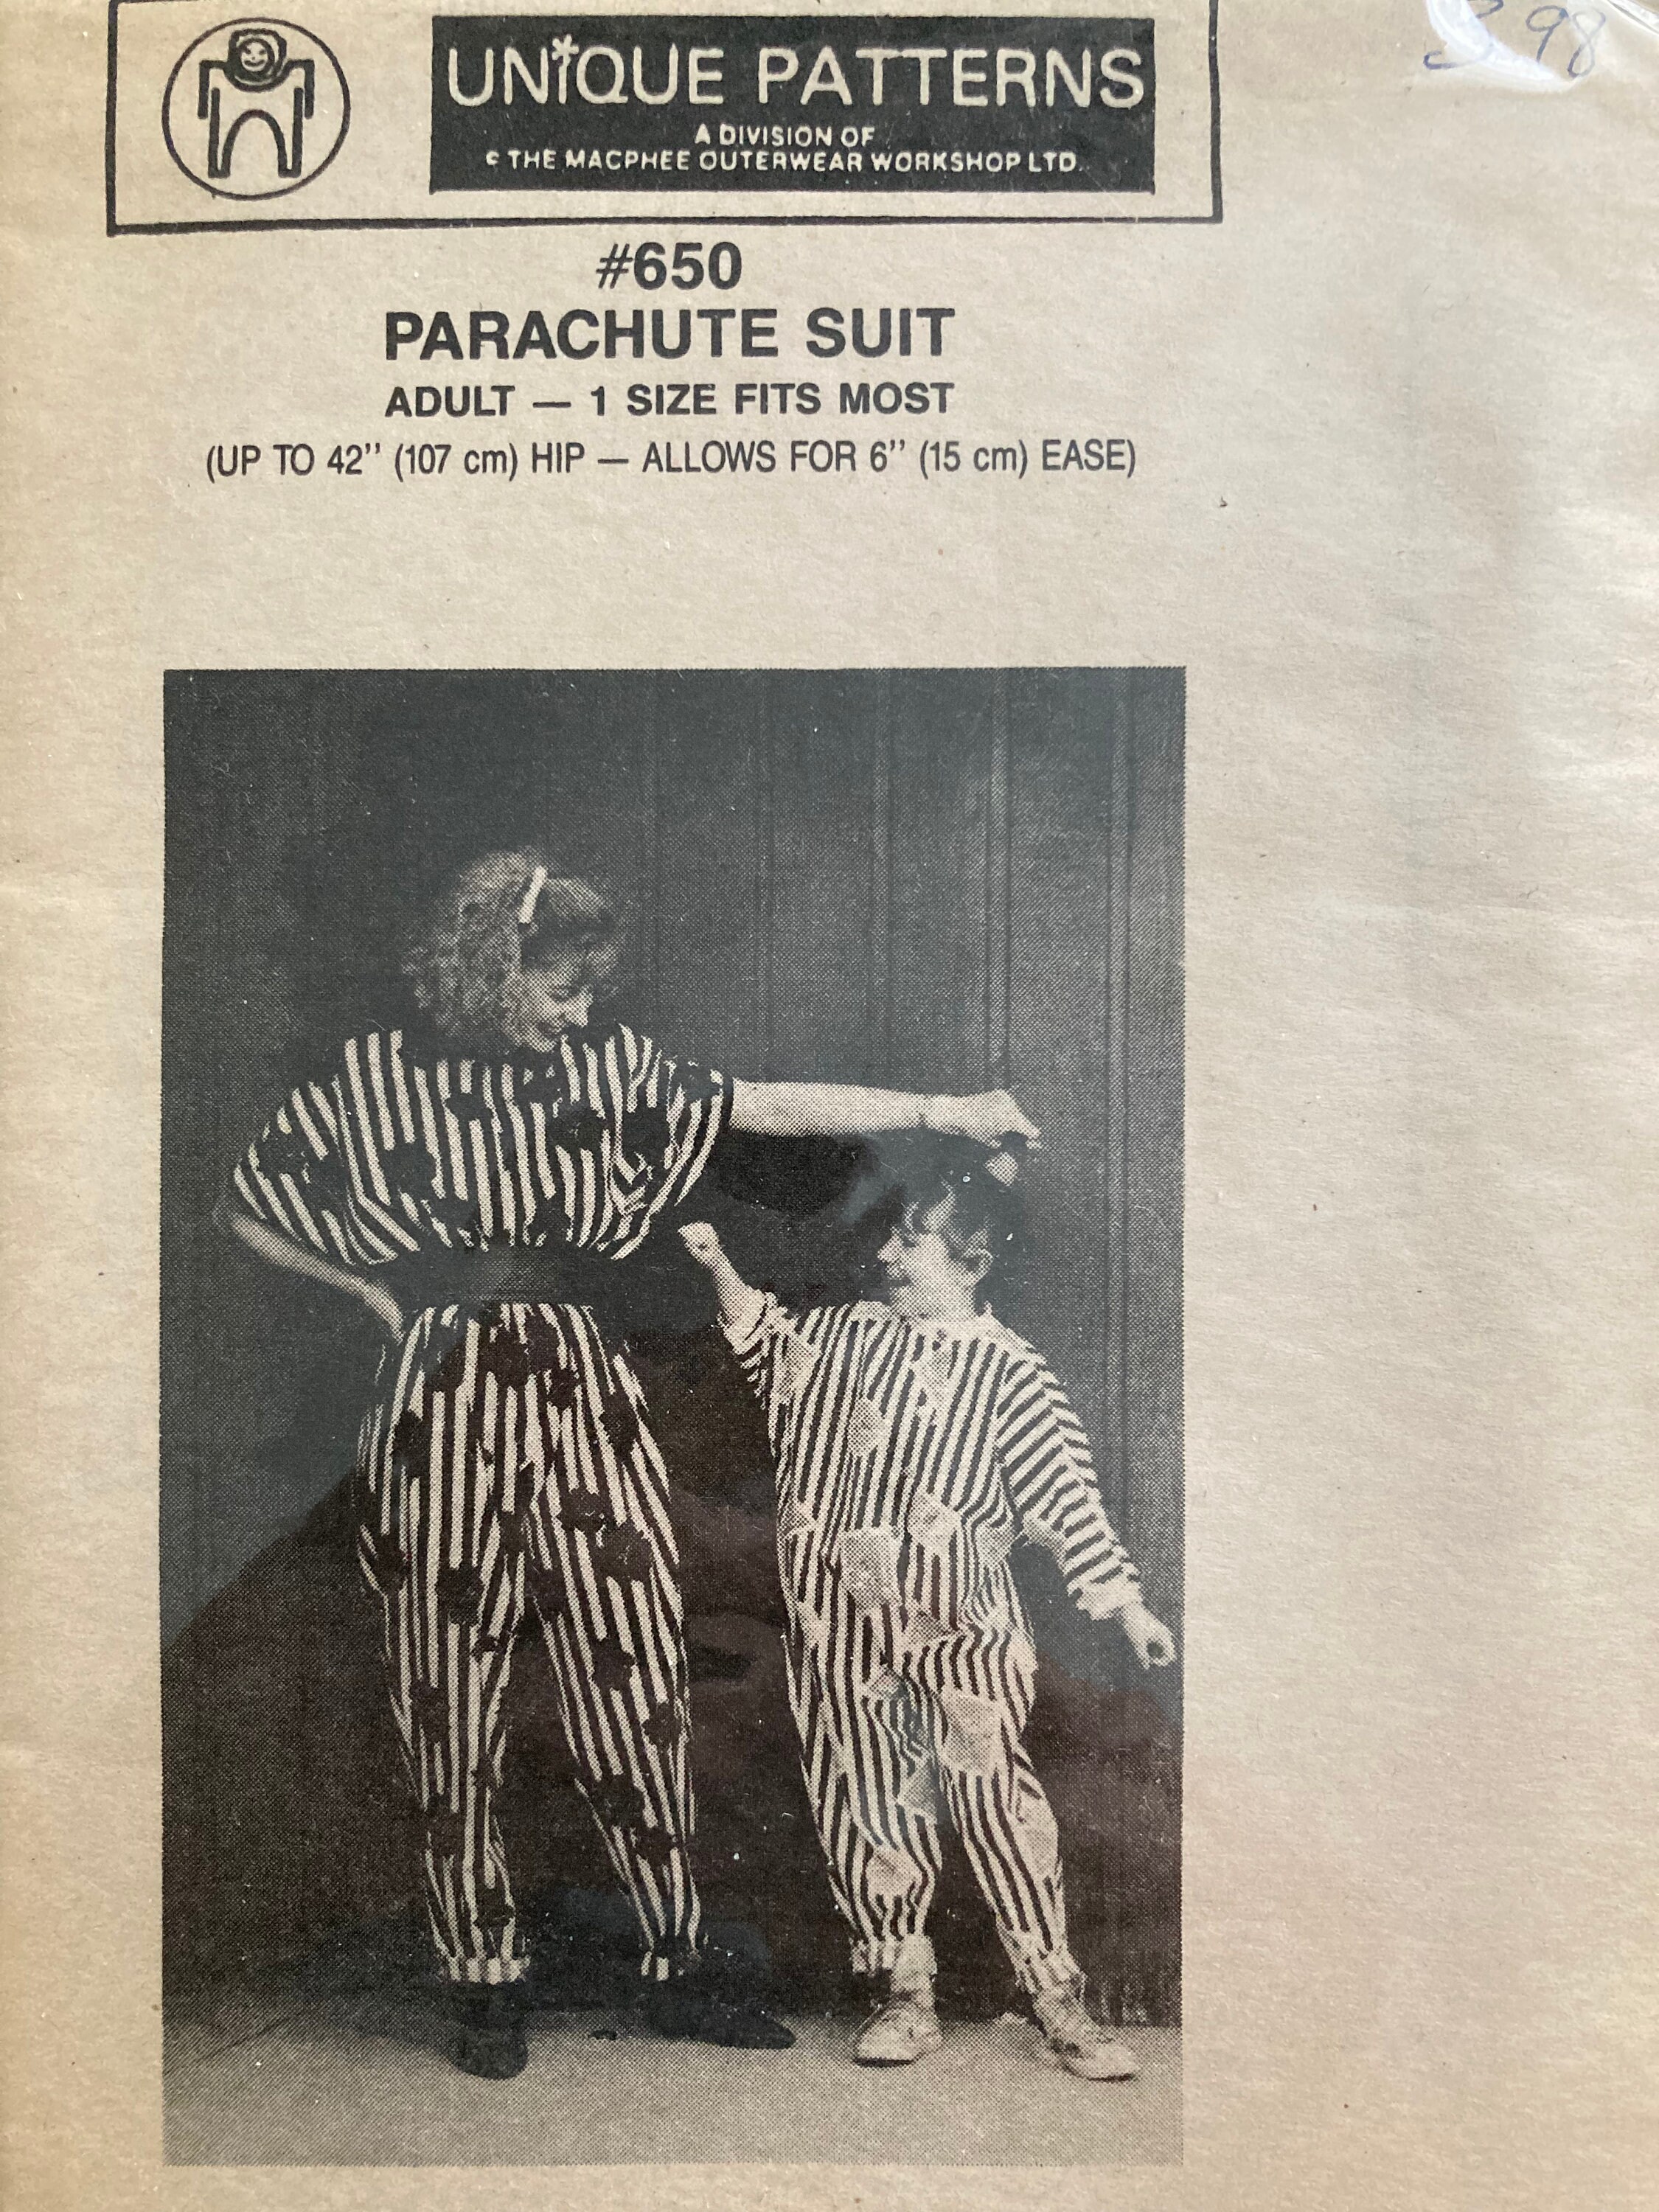 3.98
UNIQUE PATTERNS
A DIVISION OF
© THE MACPHEE OUTERWEAR WORKSHOP LTD.
#650
PARACHUTE SUIT
ADULT — 1 SIZE FITS MOST
(UP TO 42'' (107 cm) HIP — ALLOWS FOR 6'' (15 cm) EASE)